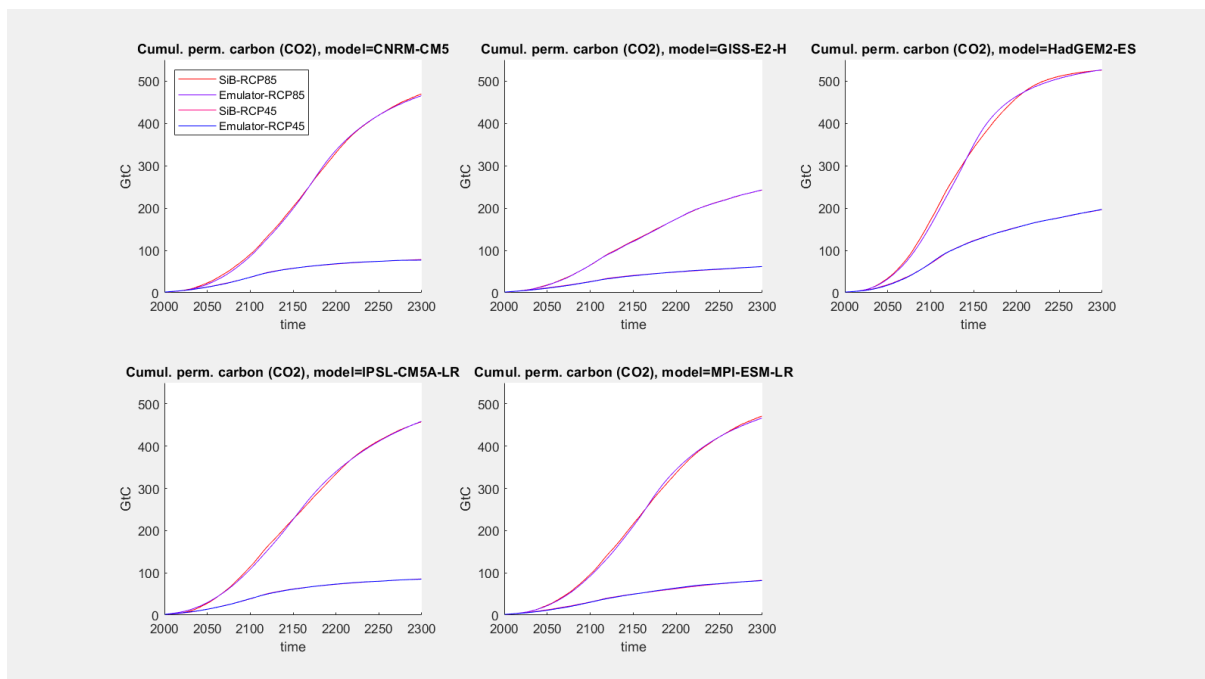 Cumul. perm. carbon (CO2), model=CNRM-CM5
500
400
300
200
100
0
GtC
SiB-RCP85
Emulator-RCP85
SiB-RCP45
Emulator-RCP45
2000 2050 2100 2150 2200 2250 2300
time
Cumul. perm. carbon (CO2), model=GISS-E2-H
500
400
300
200
100
0
GtC
2000 2050 2100 2150 2200 2250 2300
time
Cumul. perm. carbon (CO2), model=HadGEM2-ES
500
400
300
200
100
0
GtC
2000 2050 2100 2150 2200 2250 2300
time
Cumul. perm. carbon (CO2), model=IPSL-CM5A-LR
500
400
300
200
100
0
GtC
2000 2050 2100 2150 2200 2250 2300
time
Cumul. perm. carbon (CO2), model=MPI-ESM-LR
500
400
300
200
100
0
GtC
2000 2050 2100 2150 2200 2250 2300
time